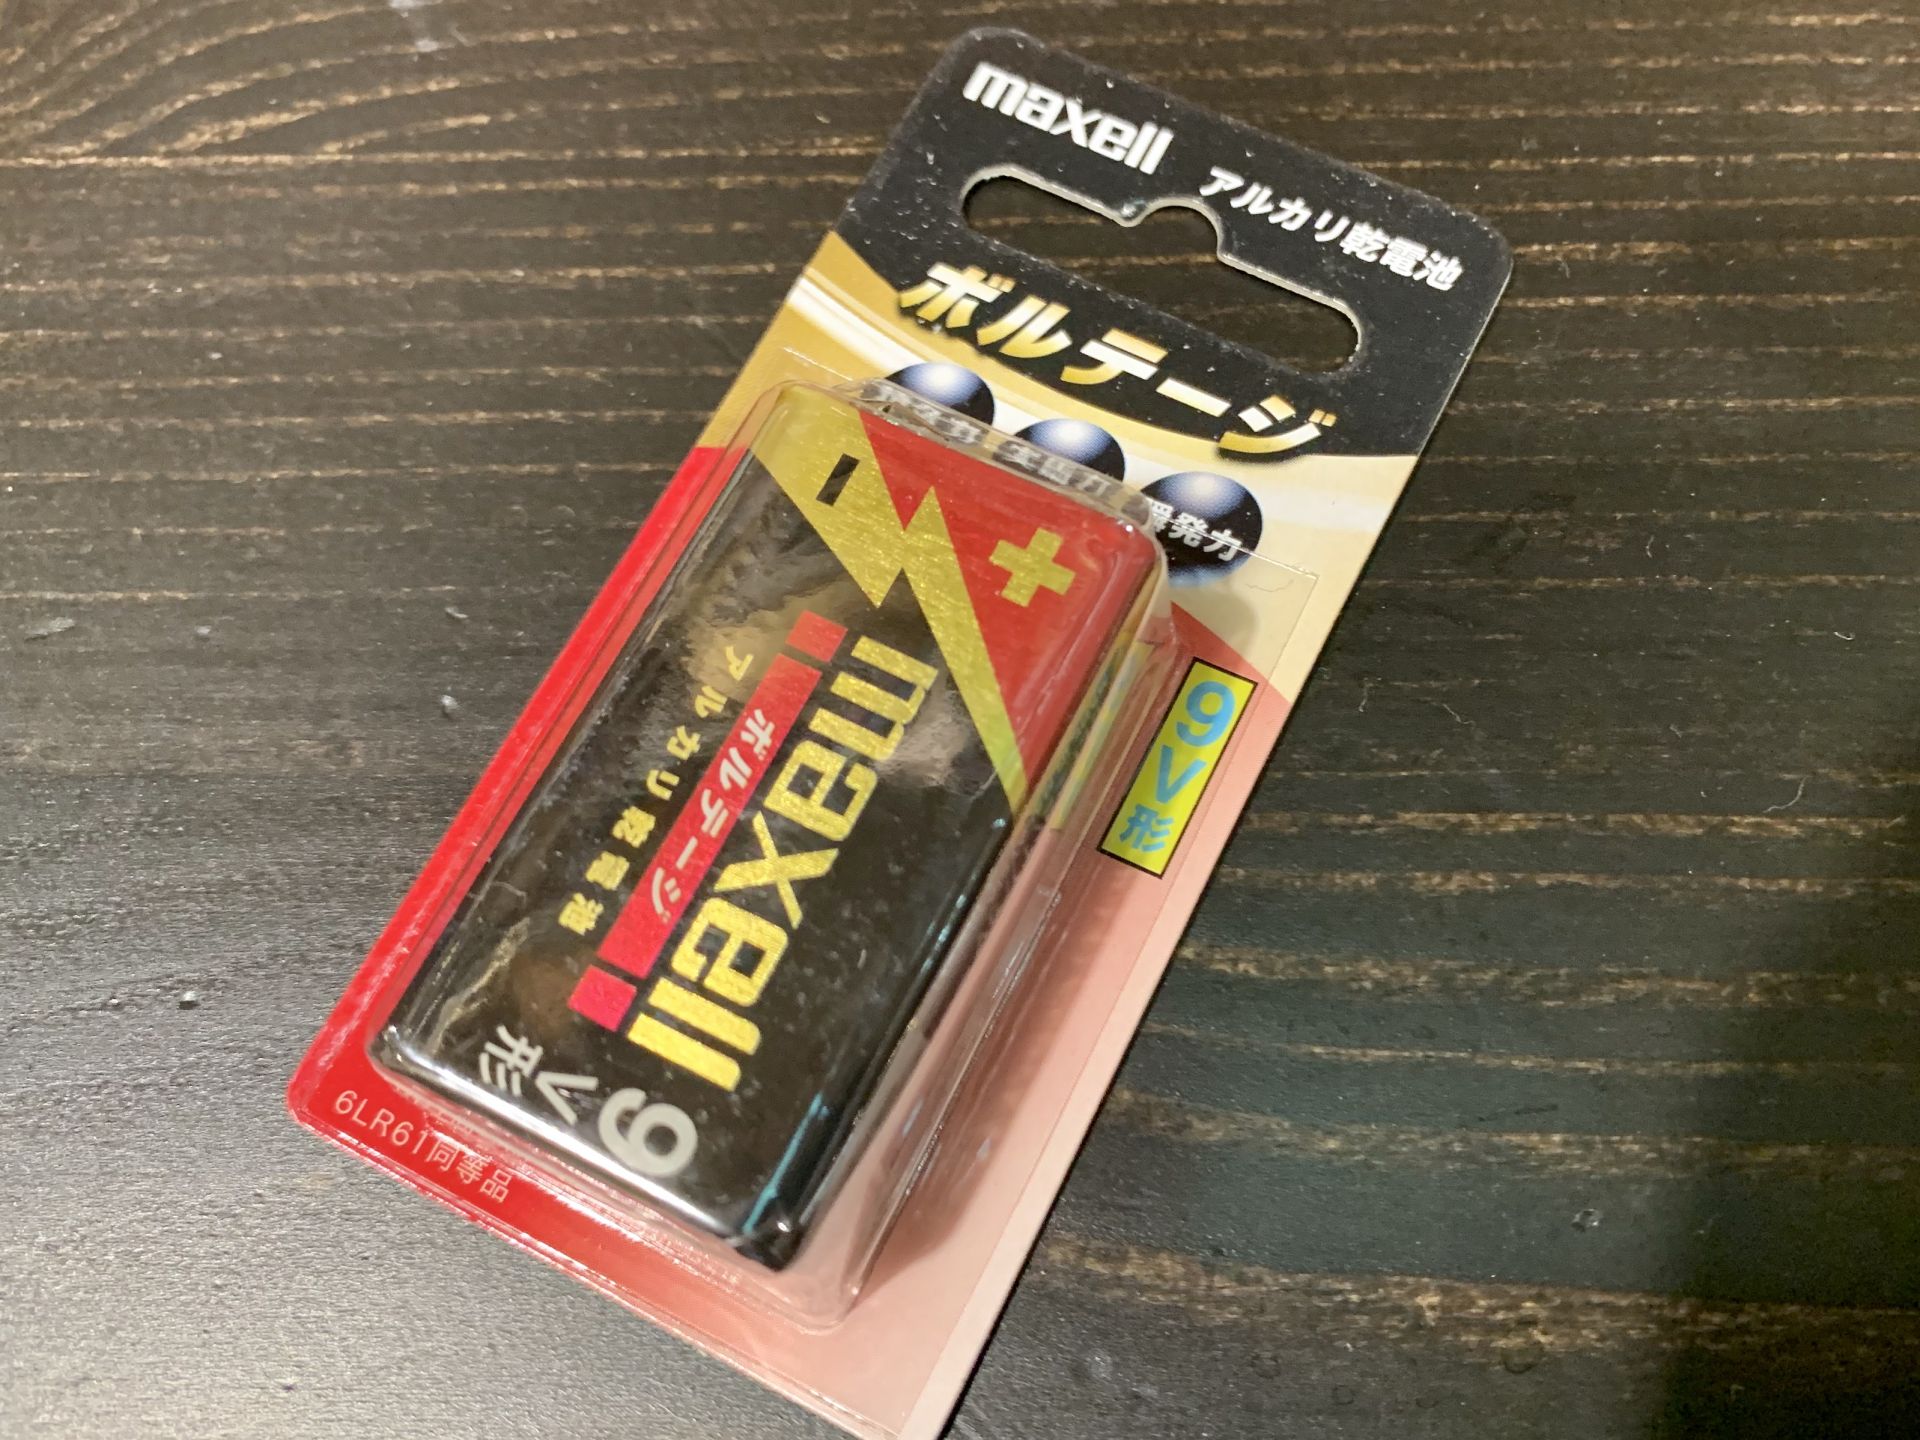 maxell
アルカリ乾電池
ボルテージ
爆発力
9V形
- +
maxell
ボルテージ
アルカリ乾電池
9V形
6LR61同等品